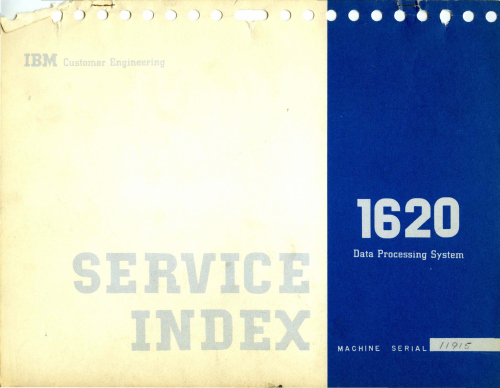 IBM Customer Engineering
1620
Data Processing System
SERVICE
INDEX
MACHINE SERIAL 11915